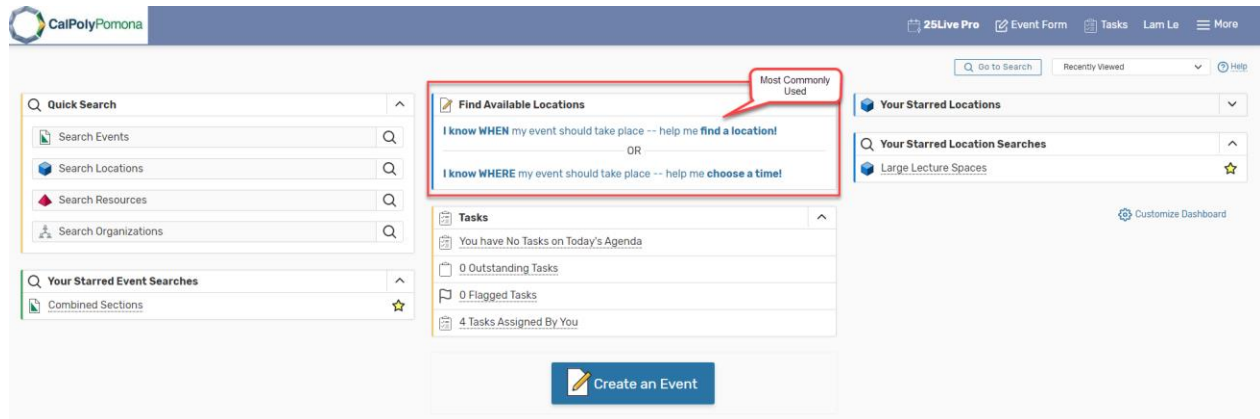 CalPolyPomona
25Live Pro Event Form Tasks Lam Le More
Go to Search Recently Viewed Help
Quick Search
Search Events
Search Locations
Search Resources
Search Organizations
Your Starred Event Searches
Combined Sections
Most Commonly
Used
Find Available Locations
I know WHEN my event should take place -- help me find a location!
OR
I know WHERE my event should take place -- help me choose a time!
Tasks
You have No Tasks on Today's Agenda
0 Outstanding Tasks
0 Flagged Tasks
4 Tasks Assigned By You
Create an Event
Your Starred Locations
Your Starred Location Searches
Large Lecture Spaces
Customize Dashboard